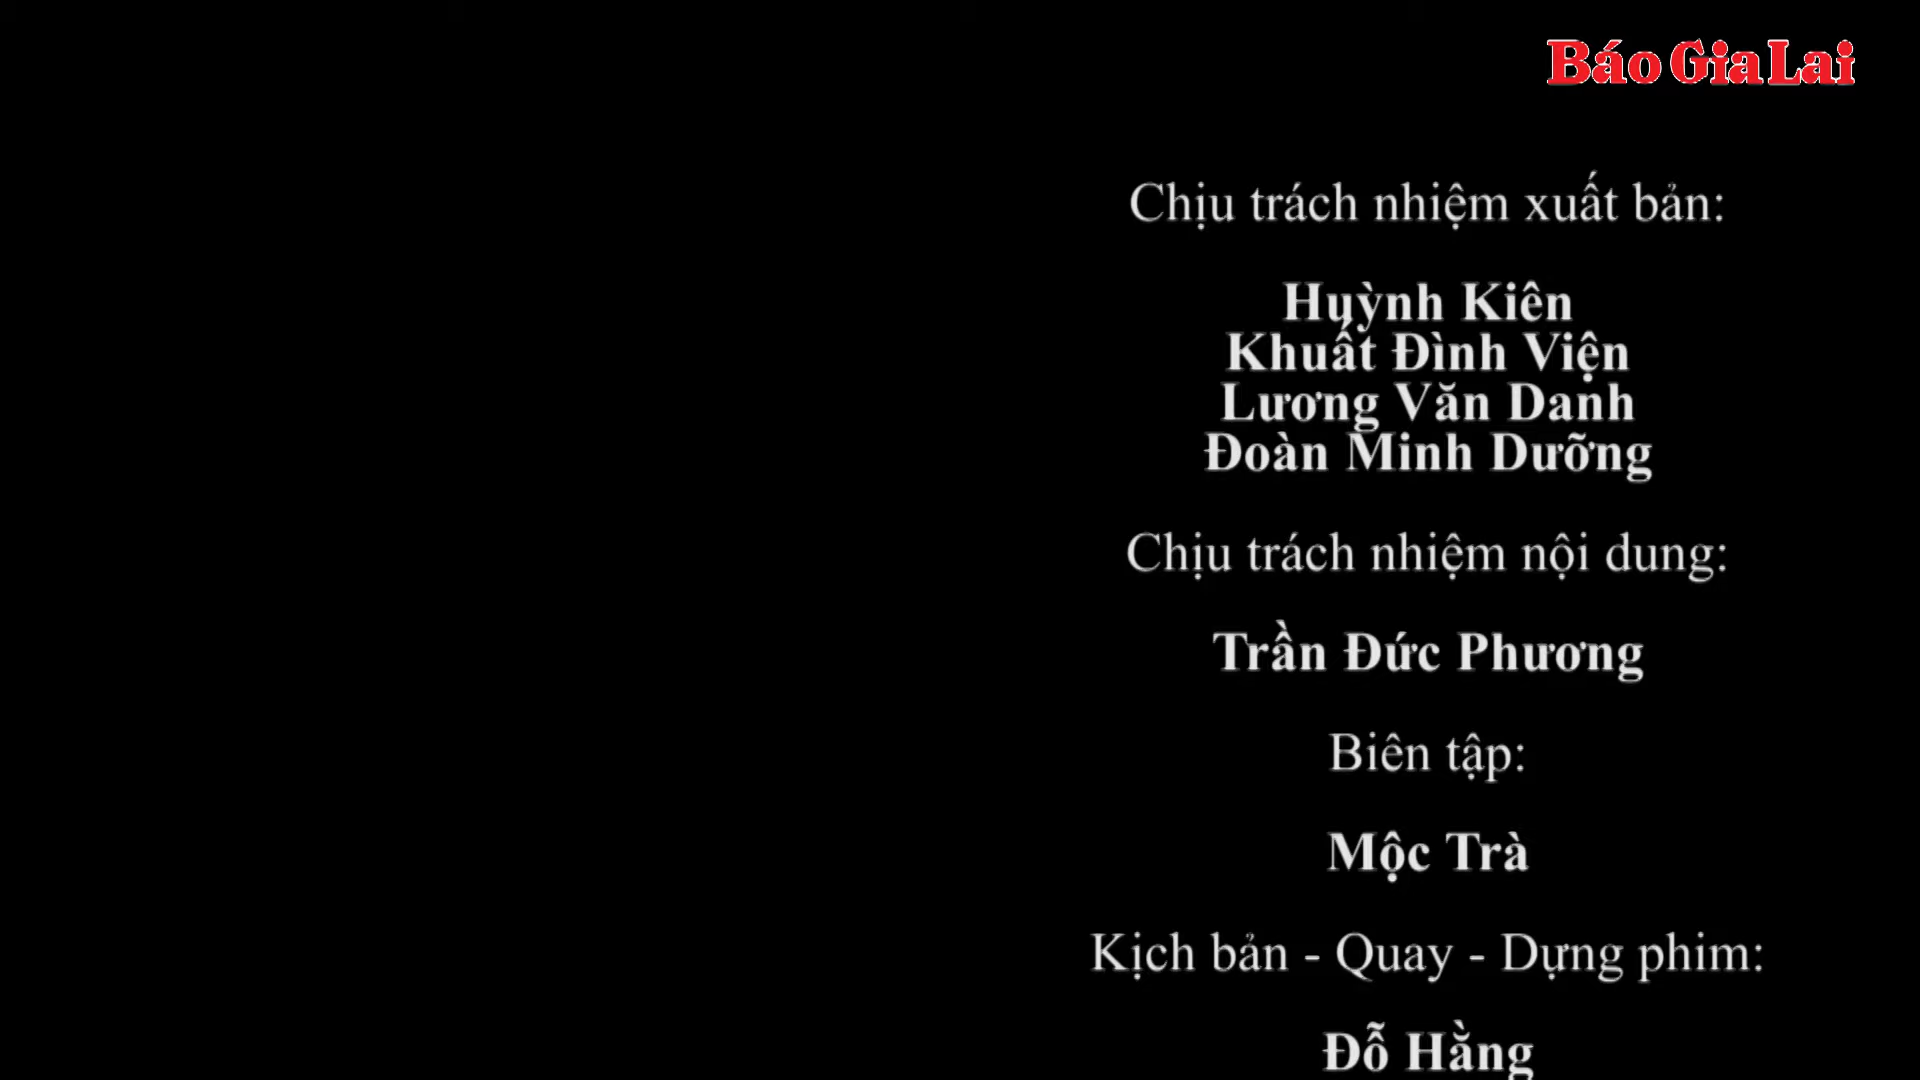 Báo Gia Lai
Chịu trách nhiệm xuất bản:
Huỳnh Kiên
Khuất Đình Viện
Lương Văn Danh
Đoàn Minh Dưỡng
Chịu trách nhiệm nội dung:
Trần Đức Phương
Biên tập:
Mộc Trà
Kịch bản - Quay - Dựng phim:
Đỗ Hằng